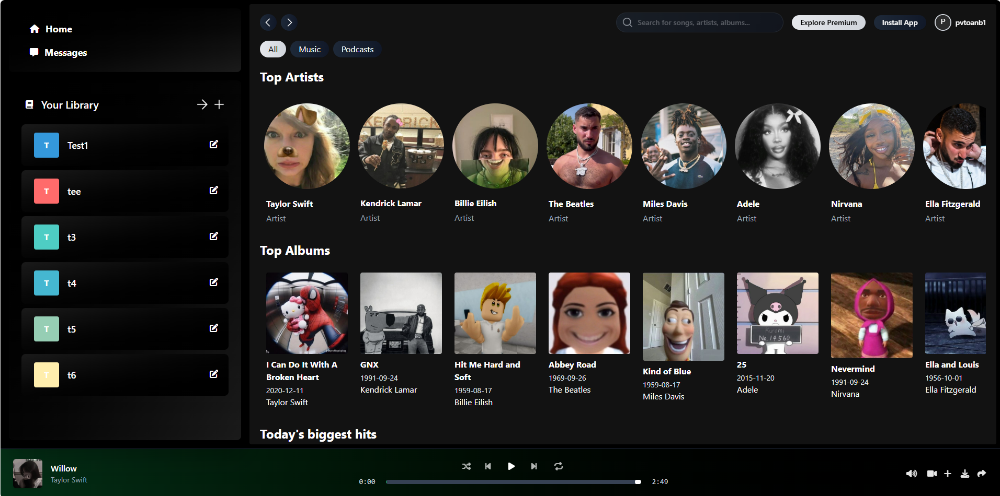 Home
Messages
Your Library
T Test1
T tee
T t3
T t4
T t5
T t6
Search for songs, artists, albums...
Explore Premium
Install App
P pvtoanb1
All Music Podcasts
Top Artists
KENDRICK
Taylor Swift
Artist
Kendrick Lamar
Artist
Billie Eilish
Artist
The Beatles
Artist
Miles Davis
Artist
Adele
Artist
Nirvana
Artist
Ella Fitzgerald
Artist
Top Albums
I Can Do It With A
Broken Heart
2020-12-11
Taylor Swift
GNX
1991-09-24
Kendrick Lamar
Hit Me Hard and
Soft
1959-08-17
Billie Eilish
Abbey Road
1969-09-26
The Beatles
Kind of Blue
1959-08-17
Miles Davis
Kuromi
No. 14560
25
2015-11-20
Adele
Nevermind
1991-09-24
Nirvana
Ella and Louis
1956-10-01
Ella Fitzgerald
Today's biggest hits
Willow
Taylor Swift
0:00 2:49